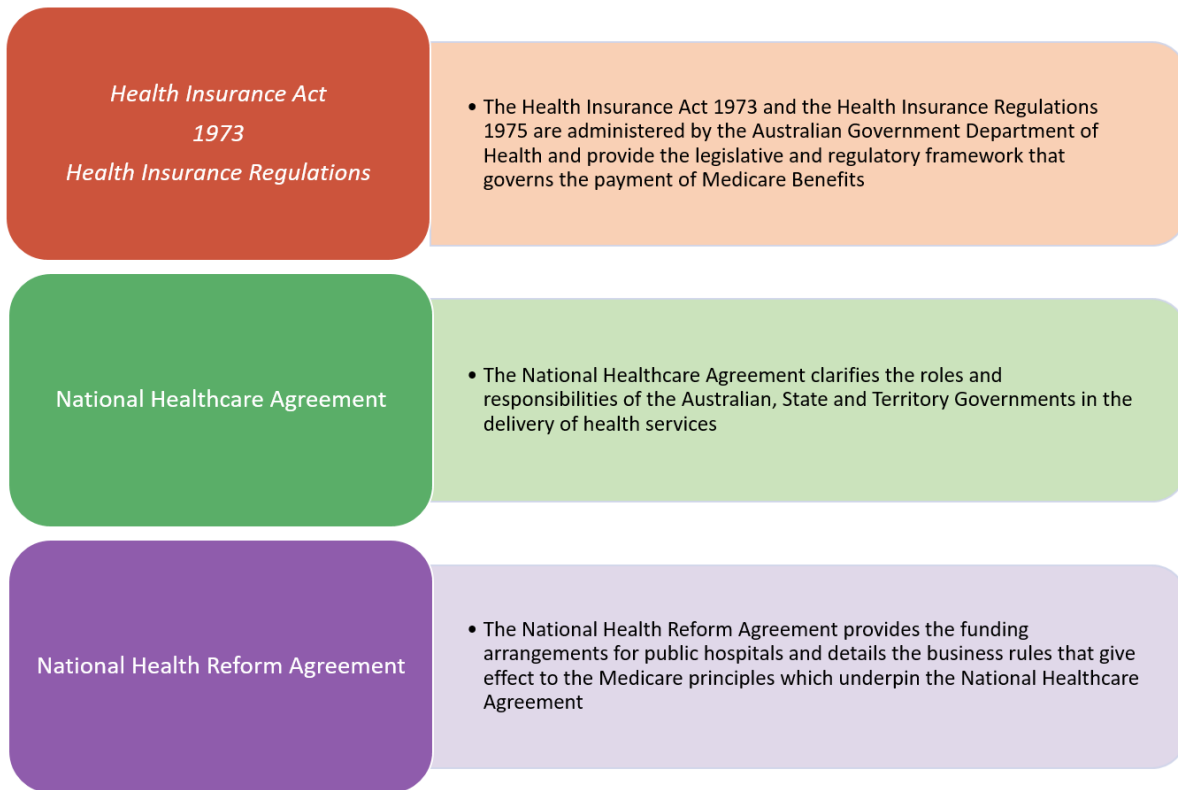 Health Insurance Act
1973
Health Insurance Regulations
• The Health Insurance Act 1973 and the Health Insurance Regulations
1975 are administered by the Australian Government Department of
Health and provide the legislative and regulatory framework that
governs the payment of Medicare Benefits
National Healthcare Agreement
• The National Healthcare Agreement clarifies the roles and
responsibilities of the Australian, State and Territory Governments in the
delivery of health services
National Health Reform Agreement
• The National Health Reform Agreement provides the funding
arrangements for public hospitals and details the business rules that give
effect to the Medicare principles which underpin the National Healthcare
Agreement